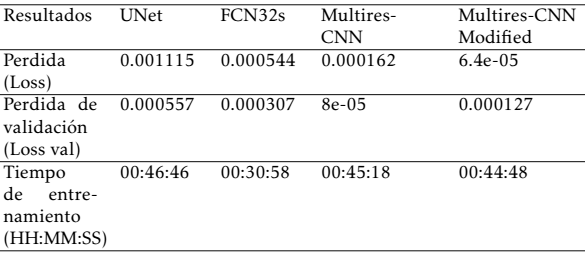 Resultados UNet FCN32s Multires- Multires-CNN
CNN Modified
Perdida 0.001115 0.000544 0.000162 6.4e-05
(Loss)
Perdida de 0.000557 0.000307 8e-05 0.000127
validación
(Loss val)
Tiempo 00:46:46 00:30:58 00:45:18 00:44:48
de entre-
namiento
(HH:MM:SS)